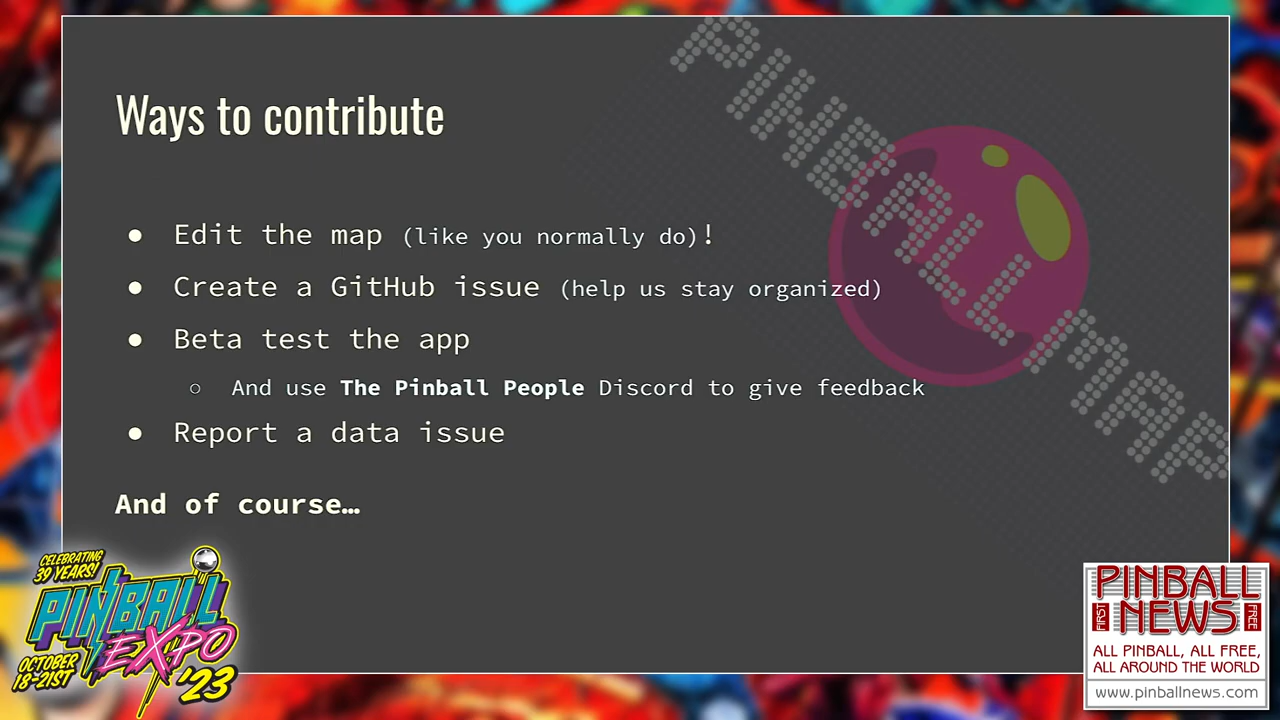 Ways to contribute
PINBALL MAP
● Edit the map (like you normally do)!
● Create a GitHub issue (help us stay organized)
● Beta test the app
○ And use The Pinball People Discord to give feedback
● Report a data issue
And of course…
CELEBRATING
39 YEARS!
PINBALL
EXPO
OCTOBER
18-21ST
'23
PINBALL
FIRST NEWS FREE
ALL PINBALL, ALL FREE,
ALL AROUND THE WORLD
www.pinballnews.com